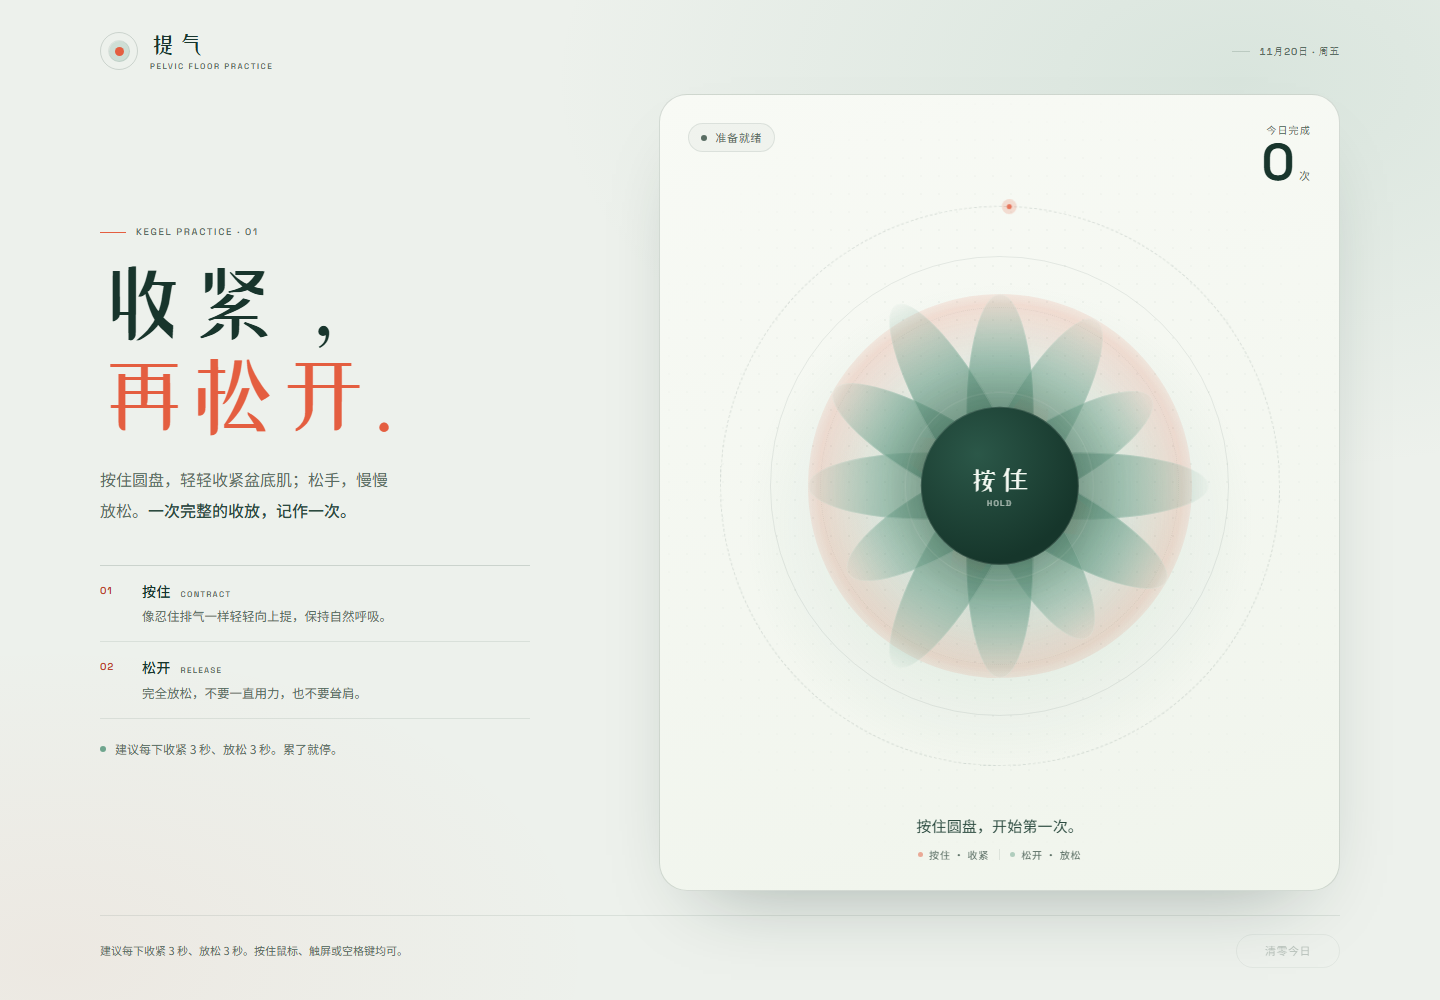 提气
PELVIC FLOOR PRACTICE
11月20日 · 周五
KEGEL PRACTICE · 01
收紧，
再松开.
按住圆盘，轻轻收紧盆底肌；松手，慢慢
放松。一次完整的收放，记作一次。
01 按住 CONTRACT
像忍住排气一样轻轻向上提，保持自然呼吸。
02 松开 RELEASE
完全放松，不要一直用力，也不要耸肩。
建议每下收紧 3 秒、放松 3 秒。累了就停。
准备就绪
今日完成
0 次
按住
HOLD
按住圆盘，开始第一次。
按住 · 收紧 | 松开 · 放松
建议每下收紧 3 秒、放松 3 秒。按住鼠标、触屏或空格键均可。
清零今日